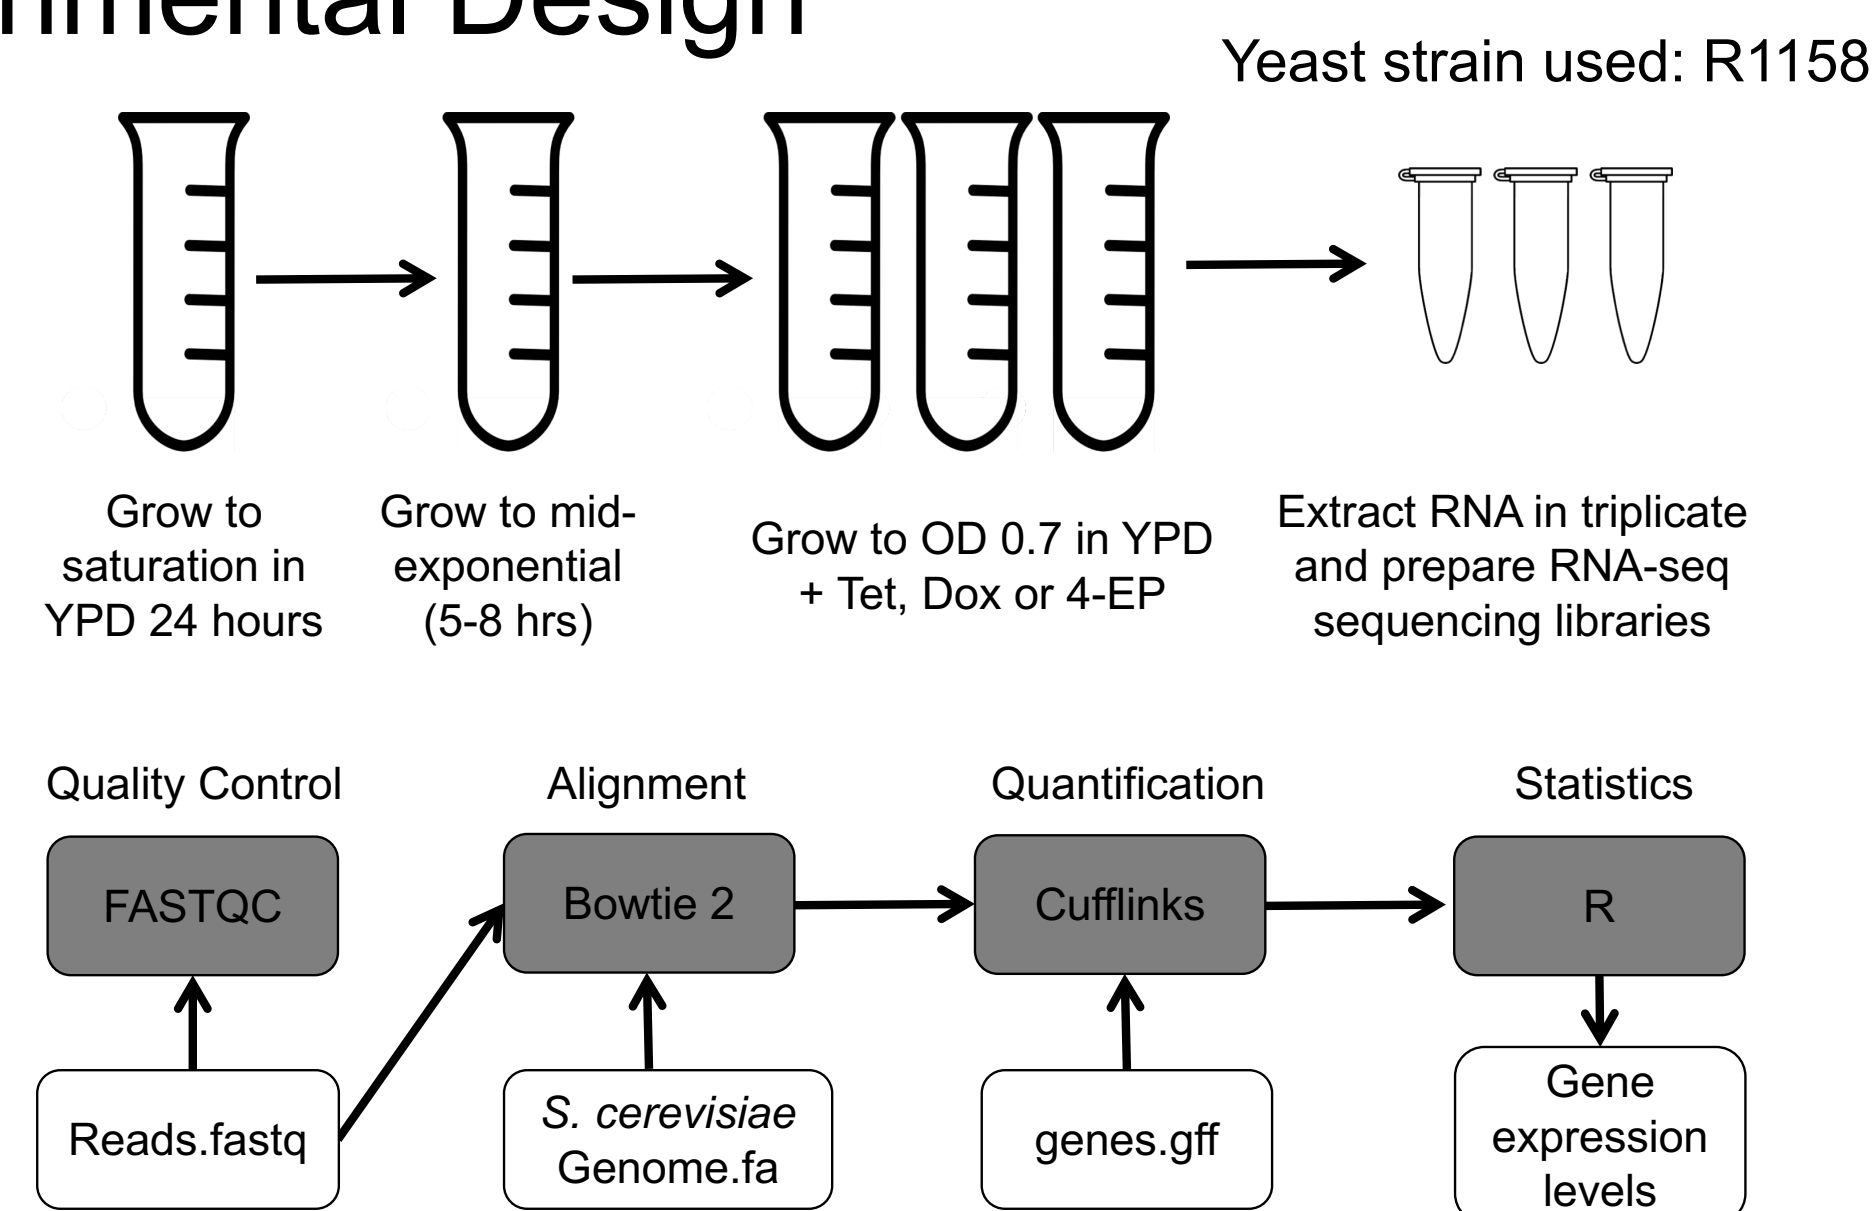 nmental Design
Yeast strain used: R1158
Grow to
saturation in
YPD 24 hours
Grow to mid-
exponential
(5-8 hrs)
Grow to OD 0.7 in YPD
+ Tet, Dox or 4-EP
Extract RNA in triplicate
and prepare RNA-seq
sequencing libraries
Quality Control
Alignment
Quantification
Statistics
FASTQC
Bowtie 2
Cufflinks
R
Reads.fastq
S. cerevisiae
Genome.fa
genes.gff
Gene
expression
levels